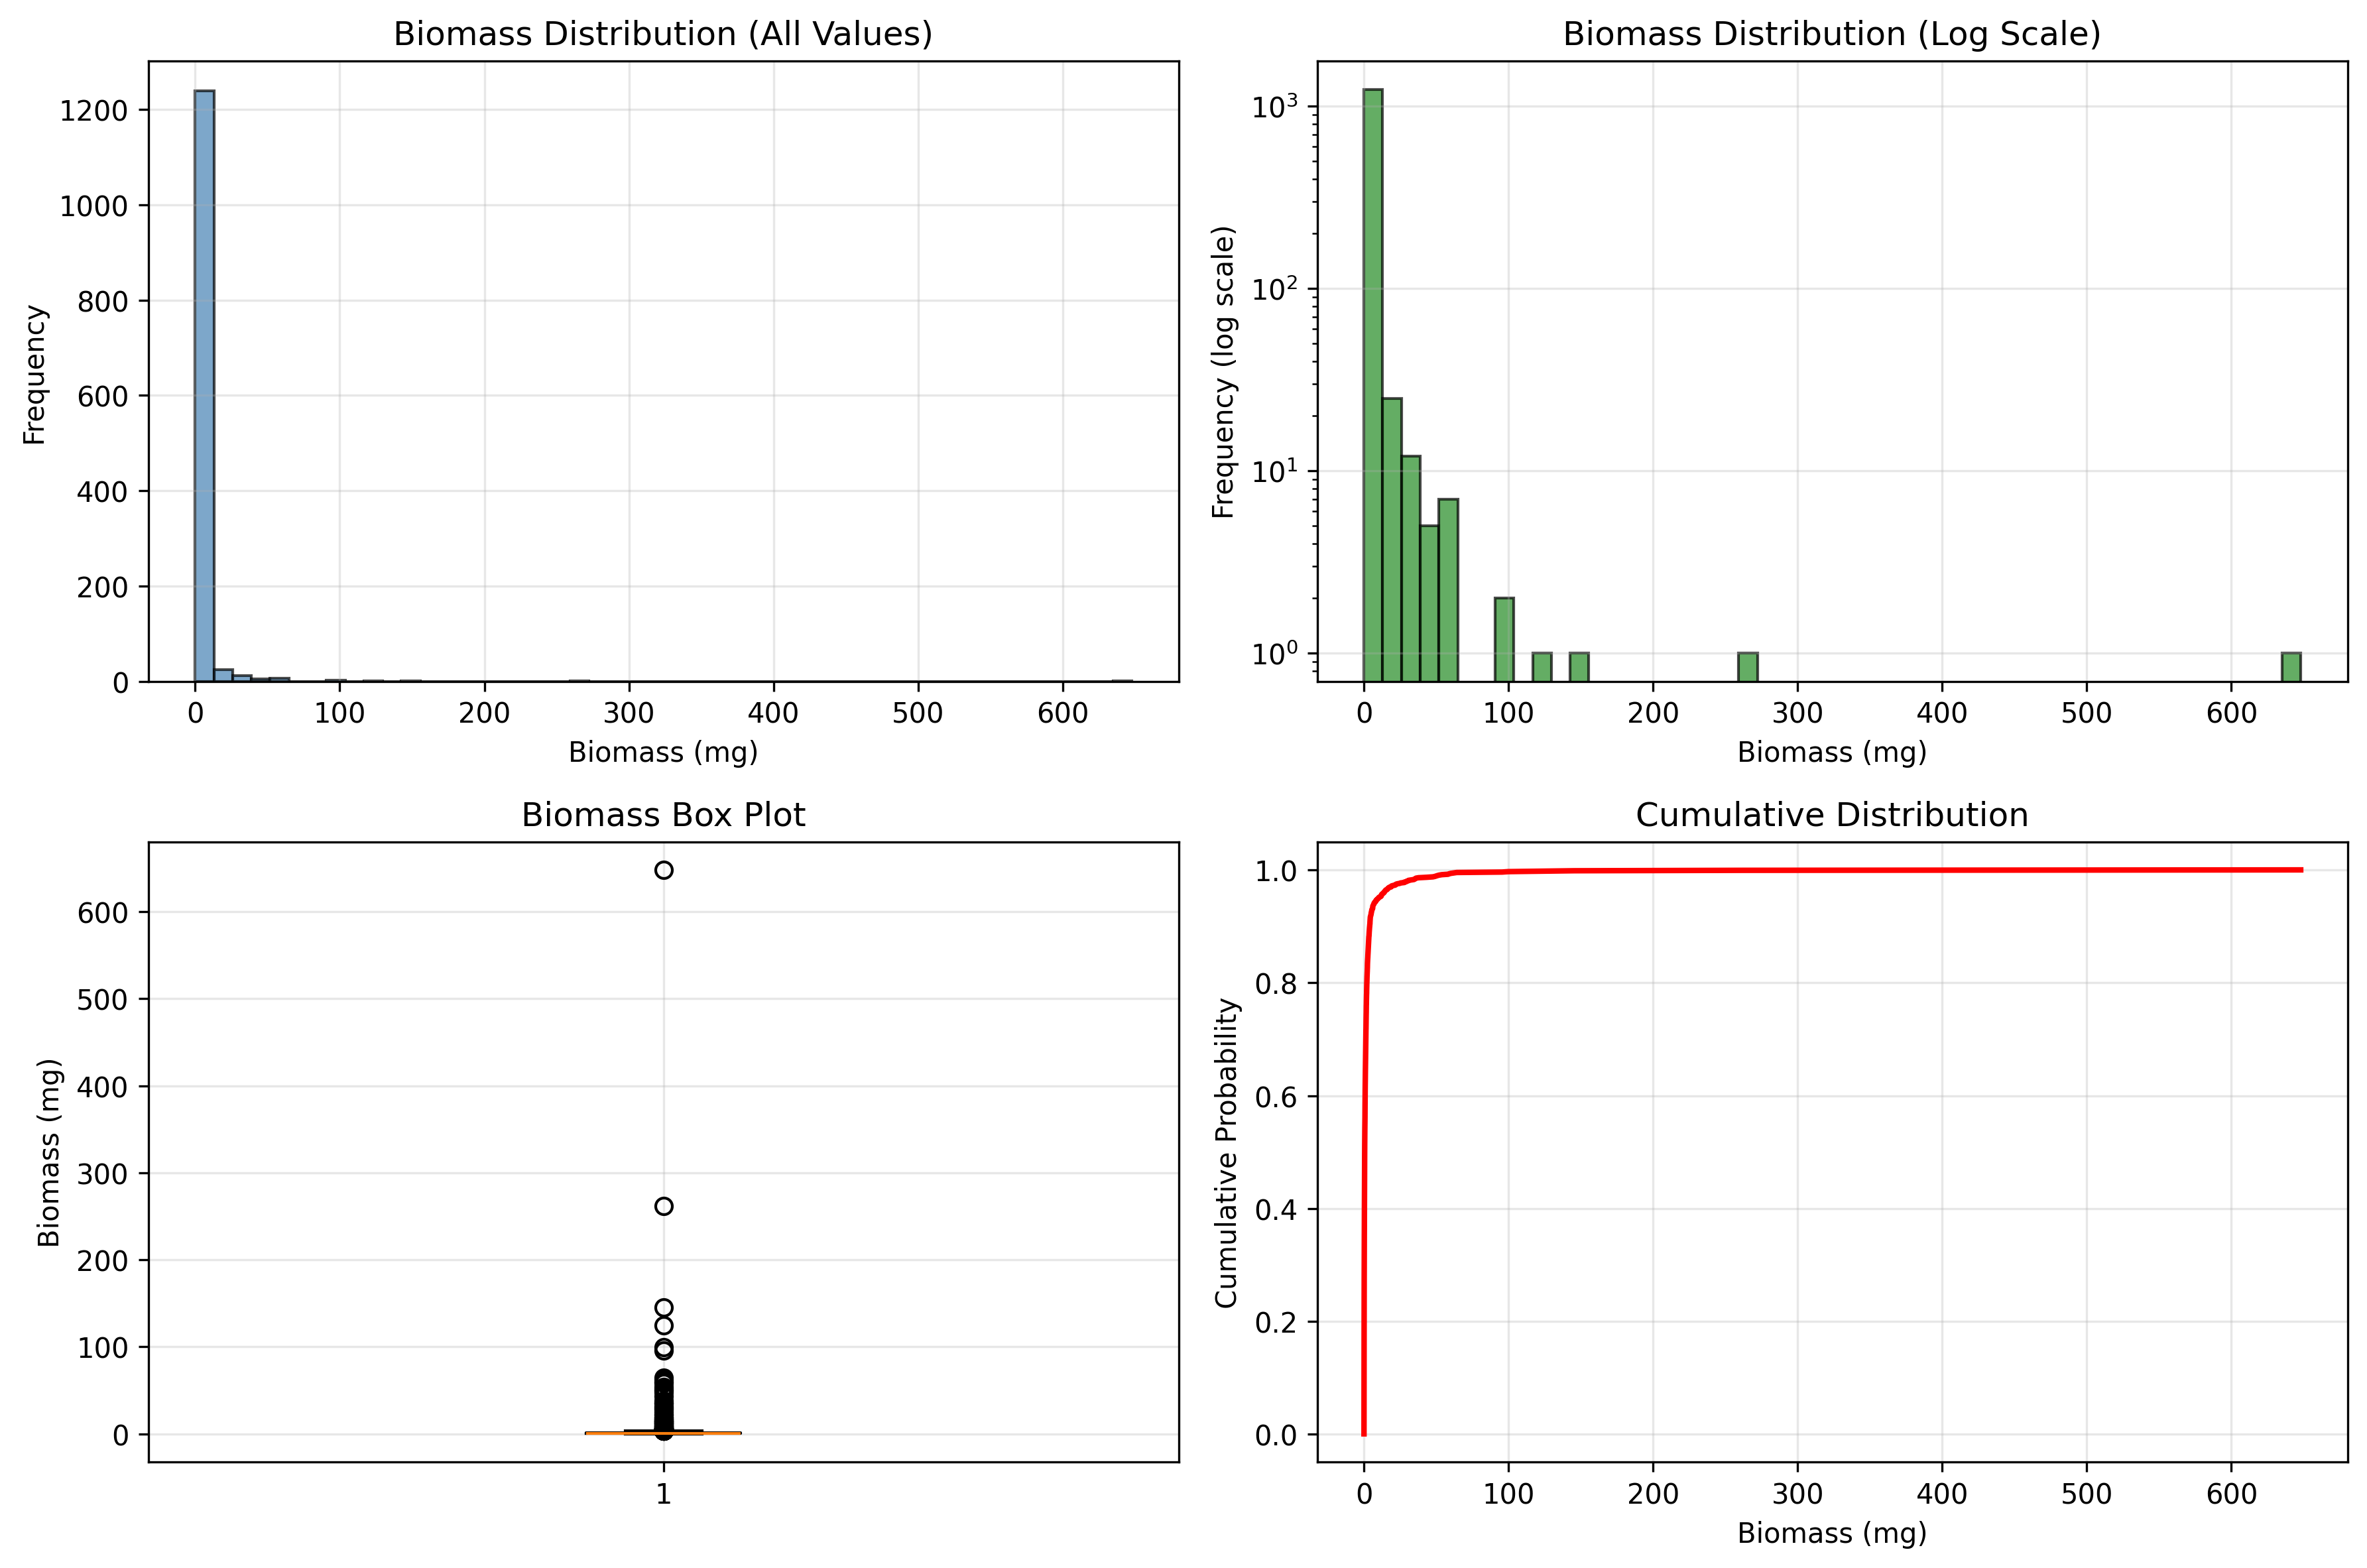 Biomass Distribution (All Values)
Frequency
1200
1000
800
600
400
200
0
0 100 200 300 400 500 600
Biomass (mg)
Biomass Distribution (Log Scale)
Frequency (log scale)
10³
10²
10¹
10⁰
0 100 200 300 400 500 600
Biomass (mg)
Biomass Box Plot
Biomass (mg)
600
500
400
300
200
100
0
1
Cumulative Distribution
Cumulative Probability
1.0
0.8
0.6
0.4
0.2
0.0
0 100 200 300 400 500 600
Biomass (mg)